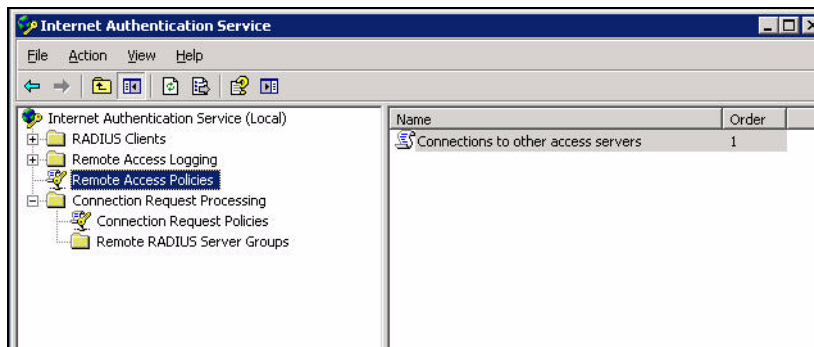 Internet Authentication Service
File Action View Help
Internet Authentication Service (Local)
RADIUS Clients
Remote Access Logging
Remote Access Policies
Connection Request Processing
Connection Request Policies
Remote RADIUS Server Groups
Name Order
Connections to other access servers 1